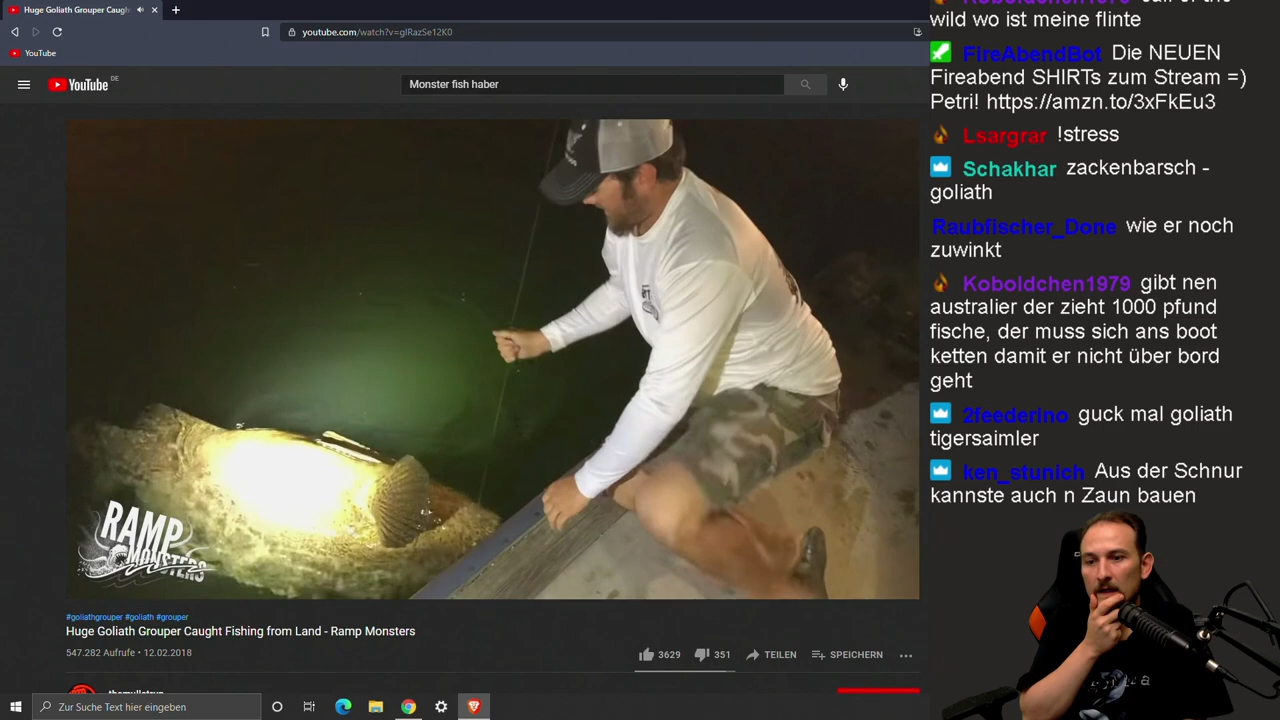 Huge Goliath Grouper Caugh
youtube.com/watch?v=glRazSe12K0
YouTube
YouTube DE
Monster fish haber
RAMP
MONSTERS
#goliathgrouper #goliath #grouper
Huge Goliath Grouper Caught Fishing from Land - Ramp Monsters
547.282 Aufrufe • 12.02.2018
3629
351
TEILEN
SPEICHERN
Zur Suche Text hier eingeben
wild wo ist meine flinte
FireAbendBot Die NEUEN
Fireabend SHIRTs zum Stream =)
Petri! https://amzn.to/3xFkEu3
Lsargrar !stress
Schakhar zackenbarsch -
goliath
Raubfischer_Done wie er noch
zuwinkt
Koboldchen1979 gibt nen
australier der zieht 1000 pfund
fische, der muss sich ans boot
ketten damit er nicht über bord
geht
2feederino guck mal goliath
tigersaimler
ken_stunich Aus der Schnur
kannste auch n Zaun bauen